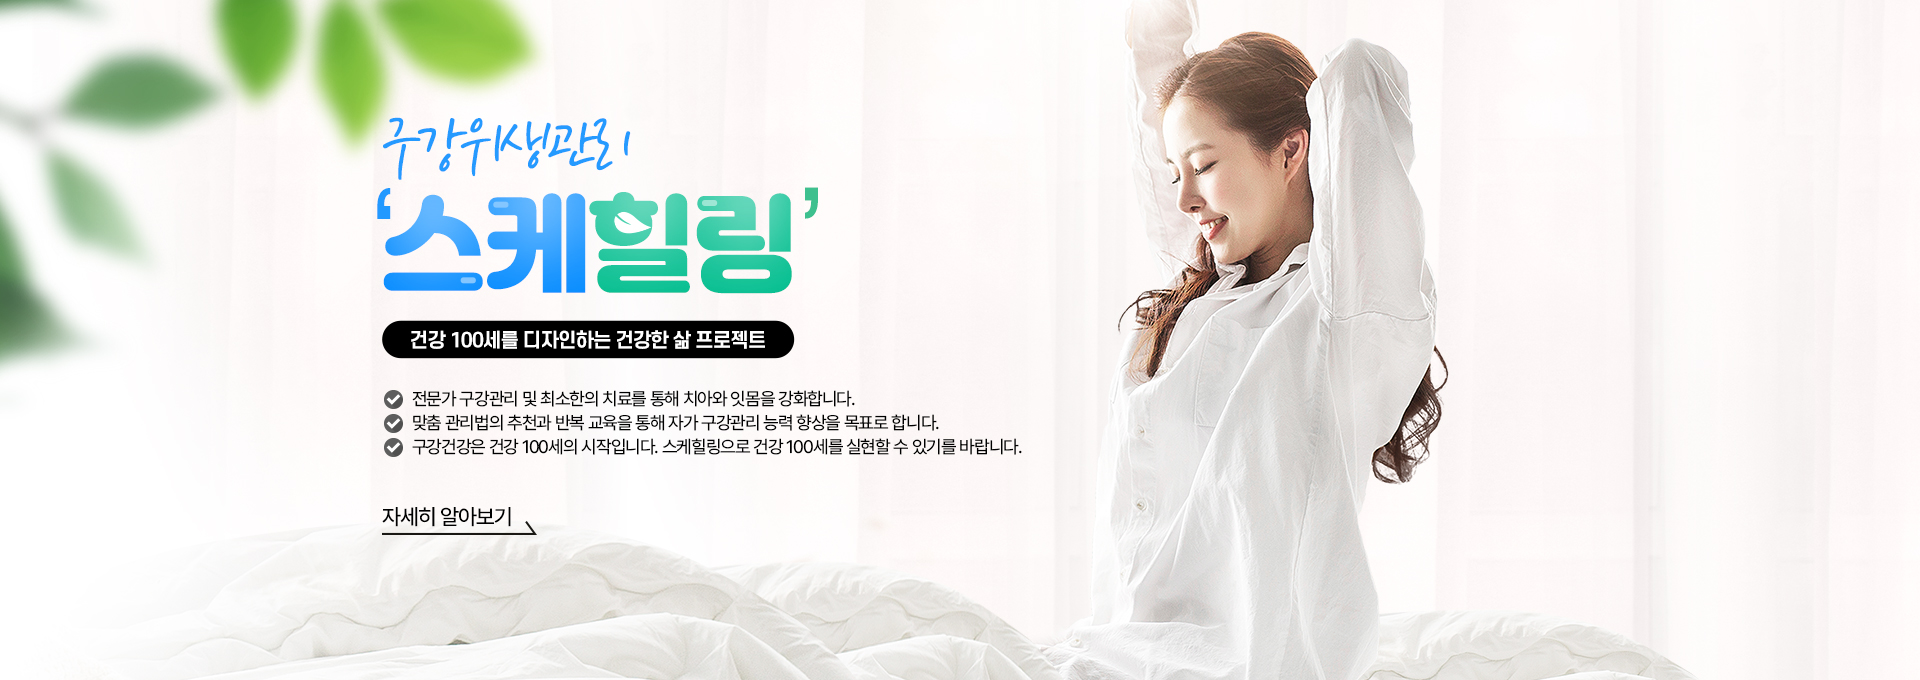 구강위생관리
‘스케힐링’
건강 100세를 디자인하는 건강한 삶 프로젝트
전문가 구강관리 및 최소한의 치료를 통해 치아와 잇몸을 강화합니다.
맞춤 관리법의 추천과 반복 교육을 통해 자가 구강관리 능력 향상을 목표로 합니다.
구강건강은 건강 100세의 시작입니다. 스케힐링으로 건강 100세를 실현할 수 있기를 바랍니다.
자세히 알아보기